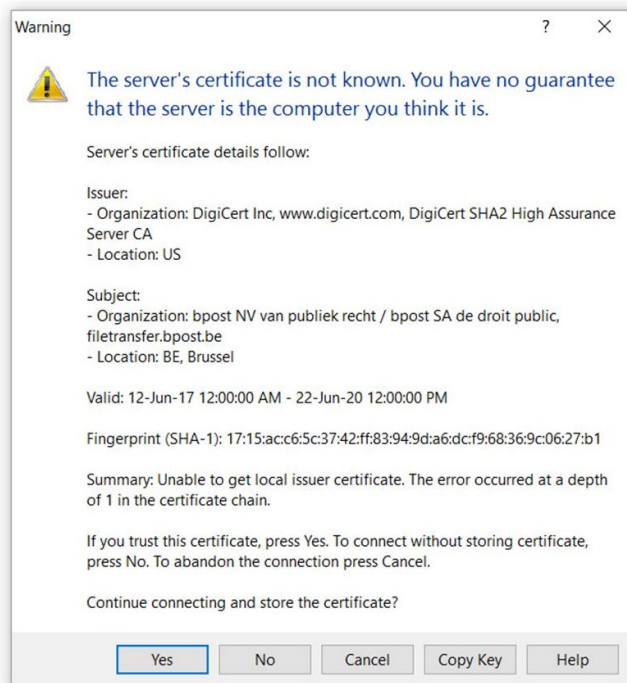 Warning
?
The server's certificate is not known. You have no guarantee
that the server is the computer you think it is.
Server's certificate details follow:
Issuer:
- Organization: DigiCert Inc, www.digicert.com, DigiCert SHA2 High Assurance
Server CA
- Location: US
Subject:
- Organization: bpost NV van publiek recht / bpost SA de droit public,
filetransfer.bpost.be
- Location: BE, Brussel
Valid: 12-Jun-17 12:00:00 AM - 22-Jun-20 12:00:00 PM
Fingerprint (SHA-1): 17:15:ac:c6:5c:37:42:ff:83:94:9d:a6:dc:f9:68:36:9c:06:27:b1
Summary: Unable to get local issuer certificate. The error occurred at a depth
of 1 in the certificate chain.
If you trust this certificate, press Yes. To connect without storing certificate,
press No. To abandon the connection press Cancel.
Continue connecting and store the certificate?
Yes No Cancel Copy Key Help